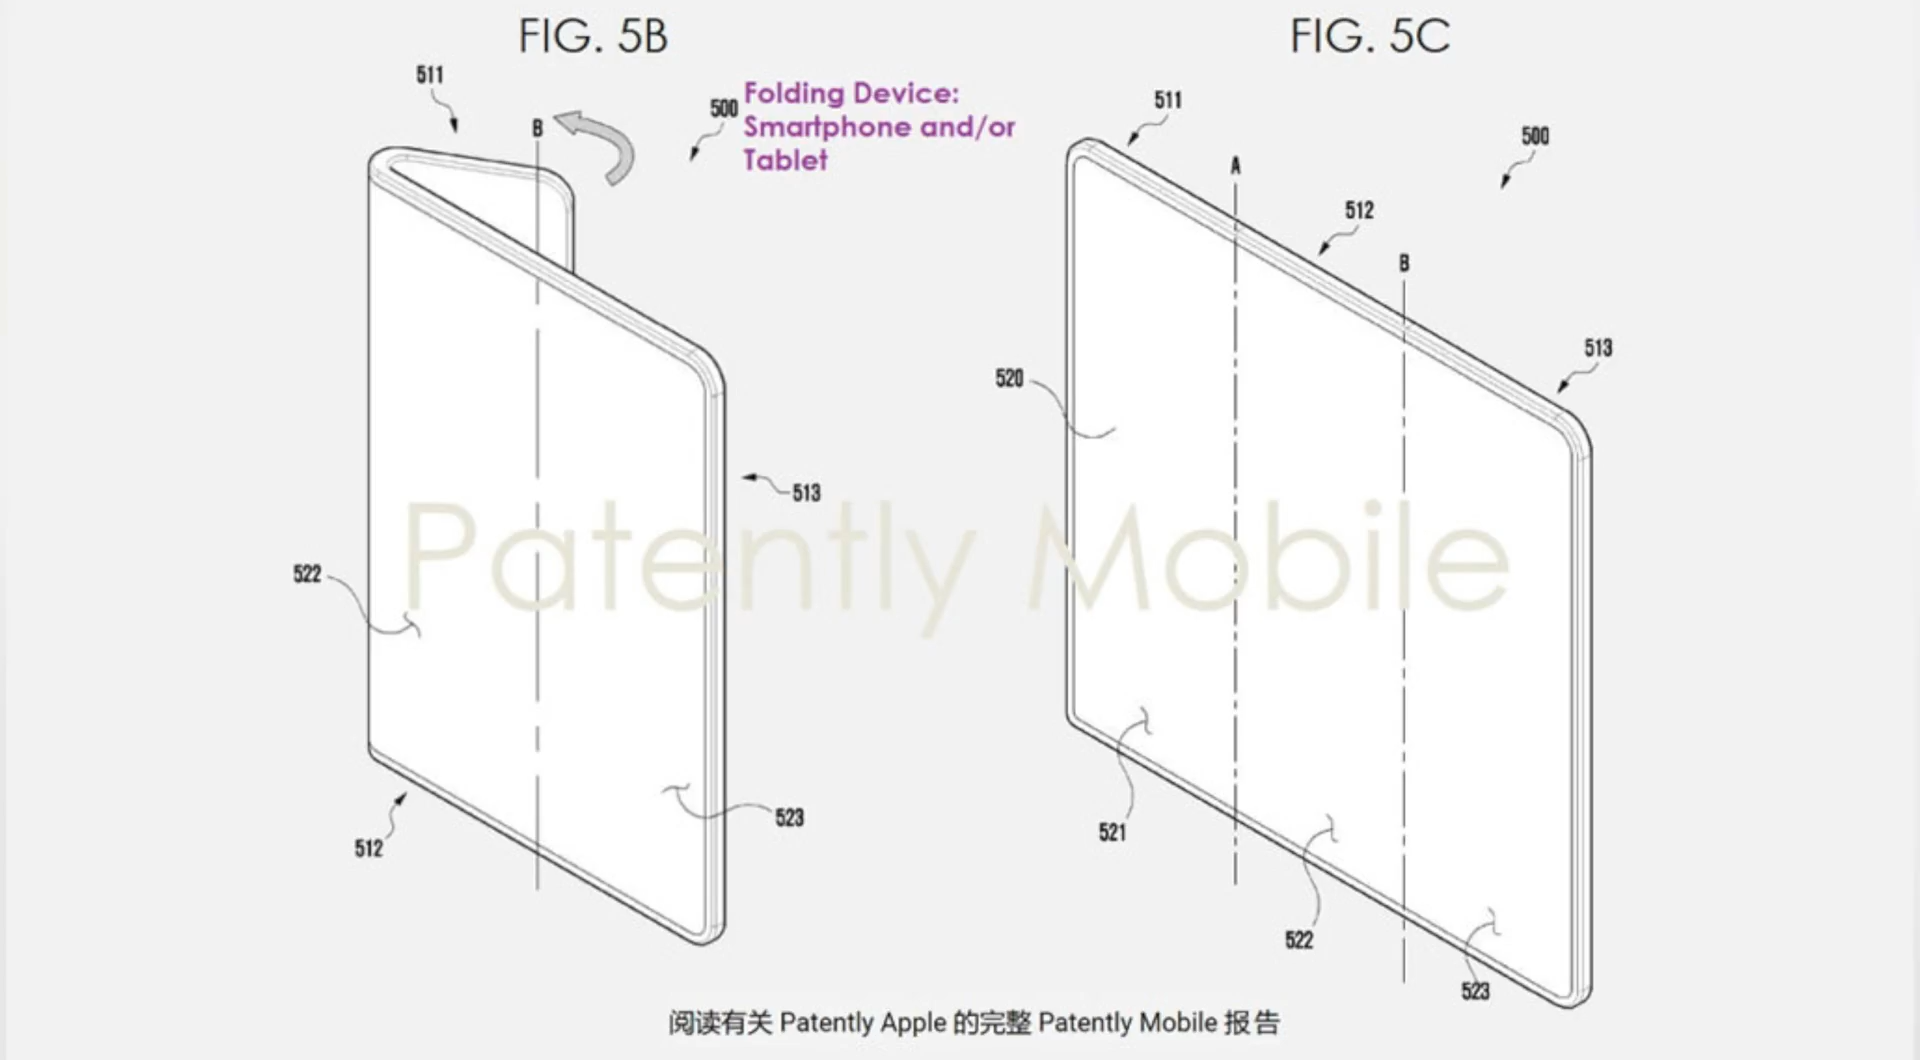 FIG. 5B
FIG. 5C
511
B
500
Folding Device:
Smartphone and/or
Tablet
513
522
523
512
511
500
A
512
B
513
520
521
522
523
Patently Mobile
阅读有关 Patently Apple 的完整 Patently Mobile 报告